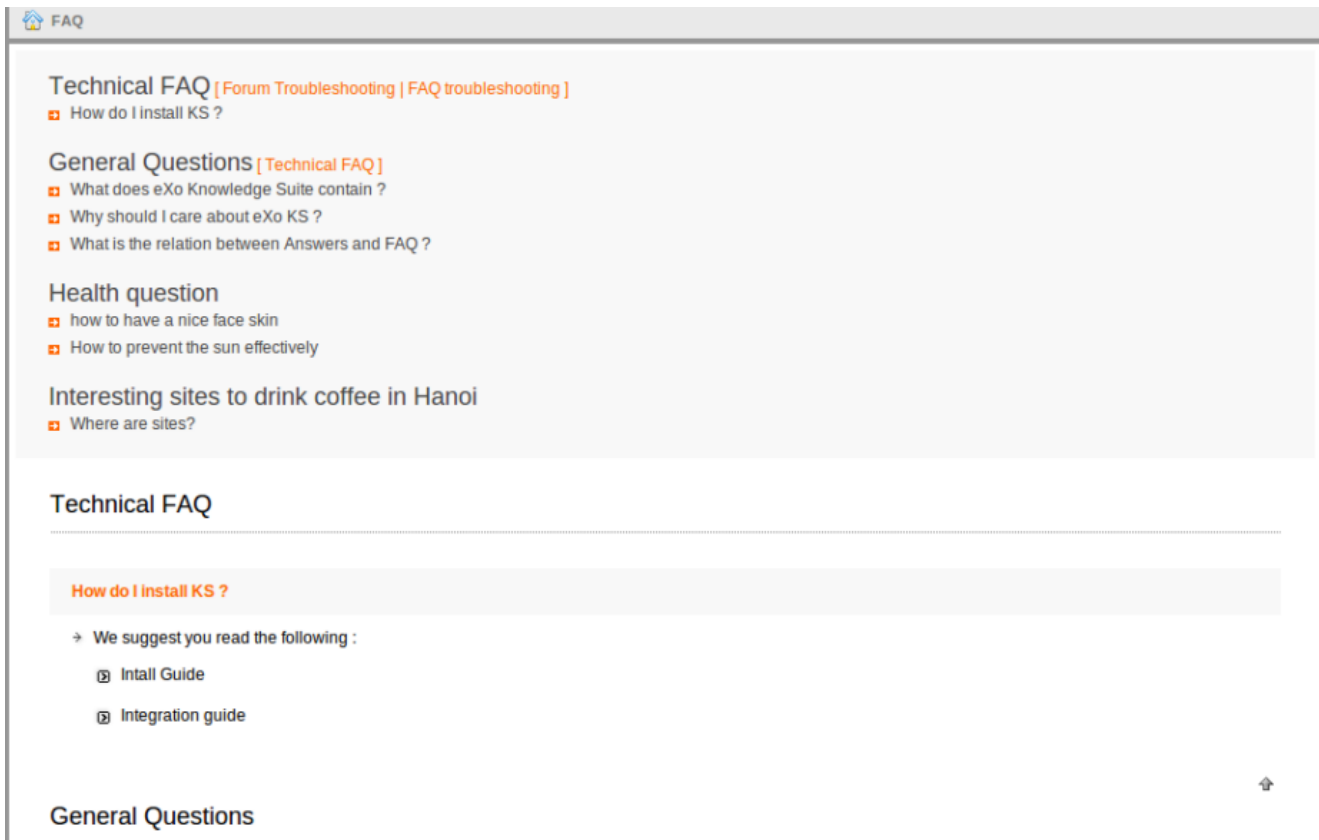 FAQ
Technical FAQ [ Forum Troubleshooting | FAQ troubleshooting ]
How do I install KS ?
General Questions [ Technical FAQ ]
What does eXo Knowledge Suite contain ?
Why should I care about eXo KS ?
What is the relation between Answers and FAQ ?
Health question
how to have a nice face skin
How to prevent the sun effectively
Interesting sites to drink coffee in Hanoi
Where are sites?
Technical FAQ
How do I install KS ?
We suggest you read the following :
Intall Guide
Integration guide
General Questions